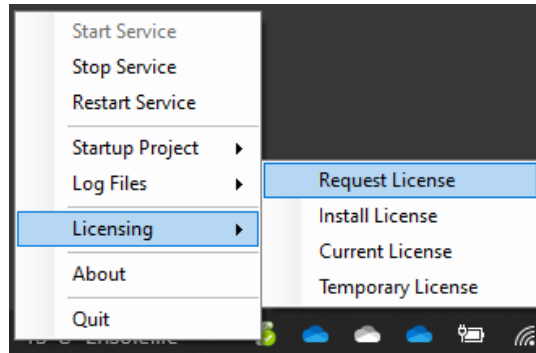 Start Service
Stop Service
Restart Service
Startup Project
Log Files
Licensing
About
Quit
Request License
Install License
Current License
Temporary License